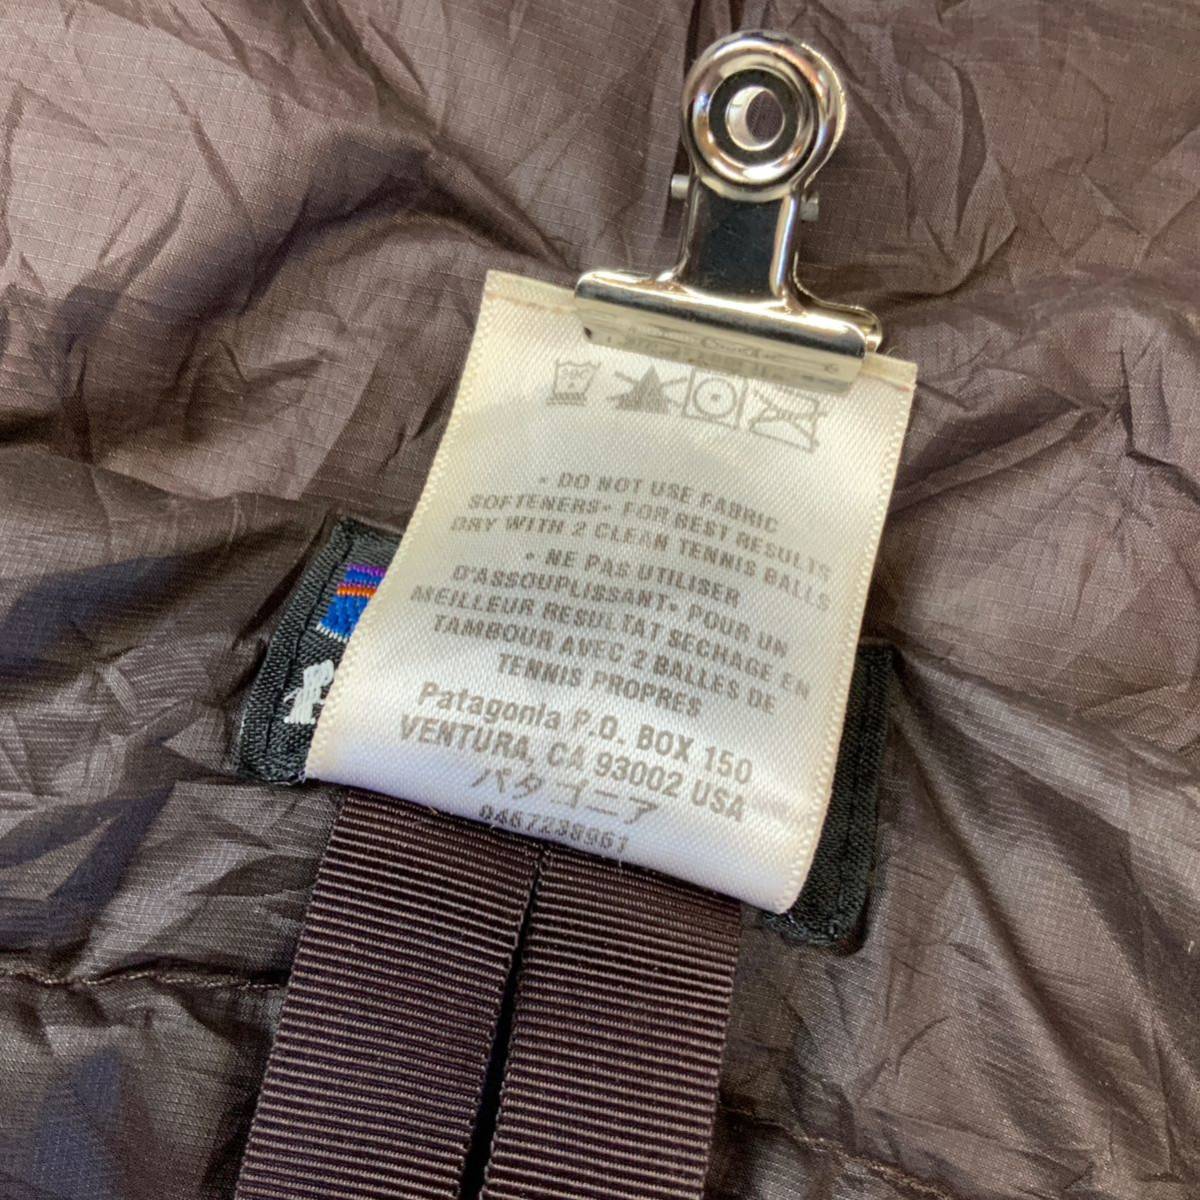 • DO NOT USE FABRIC
SOFTENERS• FOR BEST RESULTS
DRY WITH 2 CLEAN TENNIS BALLS
• NE PAS UTILISER
D'ASSOUPLISSANT• POUR UN
MEILLEUR RESULTAT SECHAGE EN
TAMBOUR AVEC 2 BALLES DE
TENNIS PROPRES
Patagonia P.O. BOX 150
VENTURA, CA 93002 USA
パタゴニア
0467238961